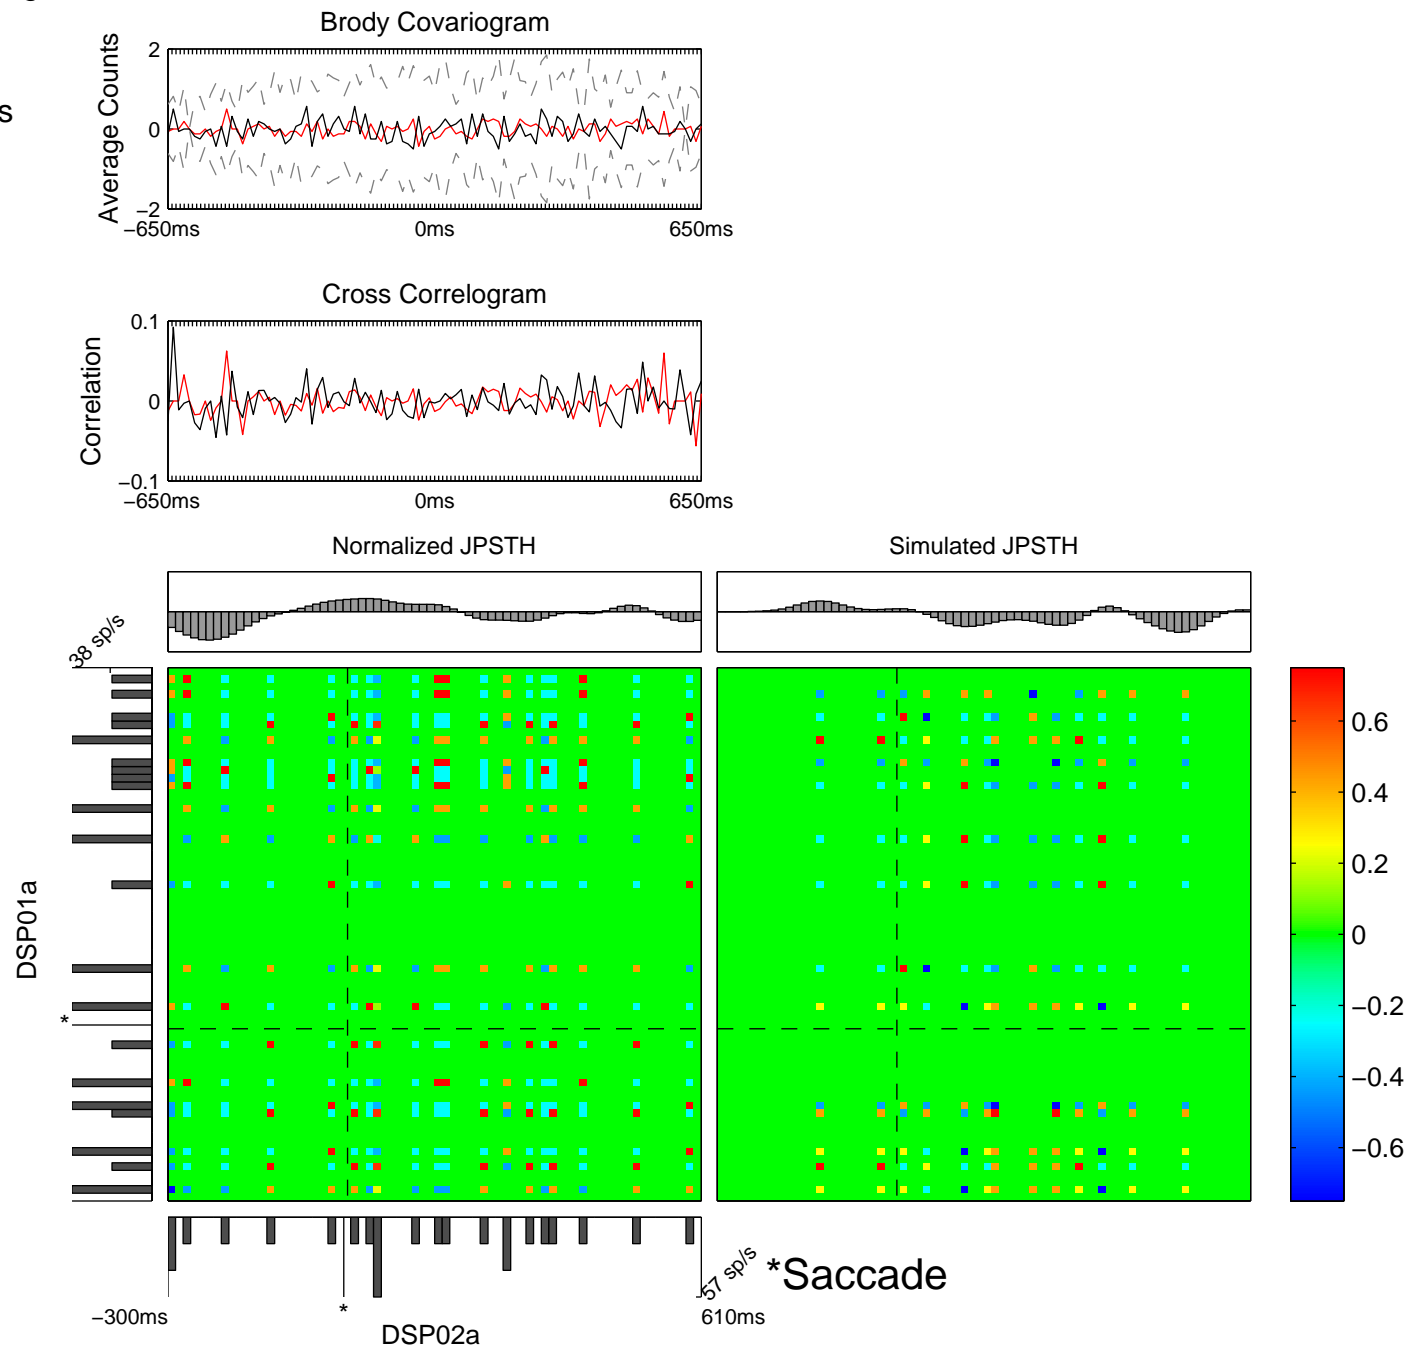 Brody Covariogram
Average Counts
2
0
−2
−650ms
0ms
650ms
s
Cross Correlogram
Correlation
0.1
0
−0.1
−650ms
0ms
650ms
Normalized JPSTH
Simulated JPSTH
38 sp/s
DSP01a
*
0.6
0.4
0.2
0
−0.2
−0.4
−0.6
57 sp/s
*Saccade
−300ms
*
610ms
DSP02a